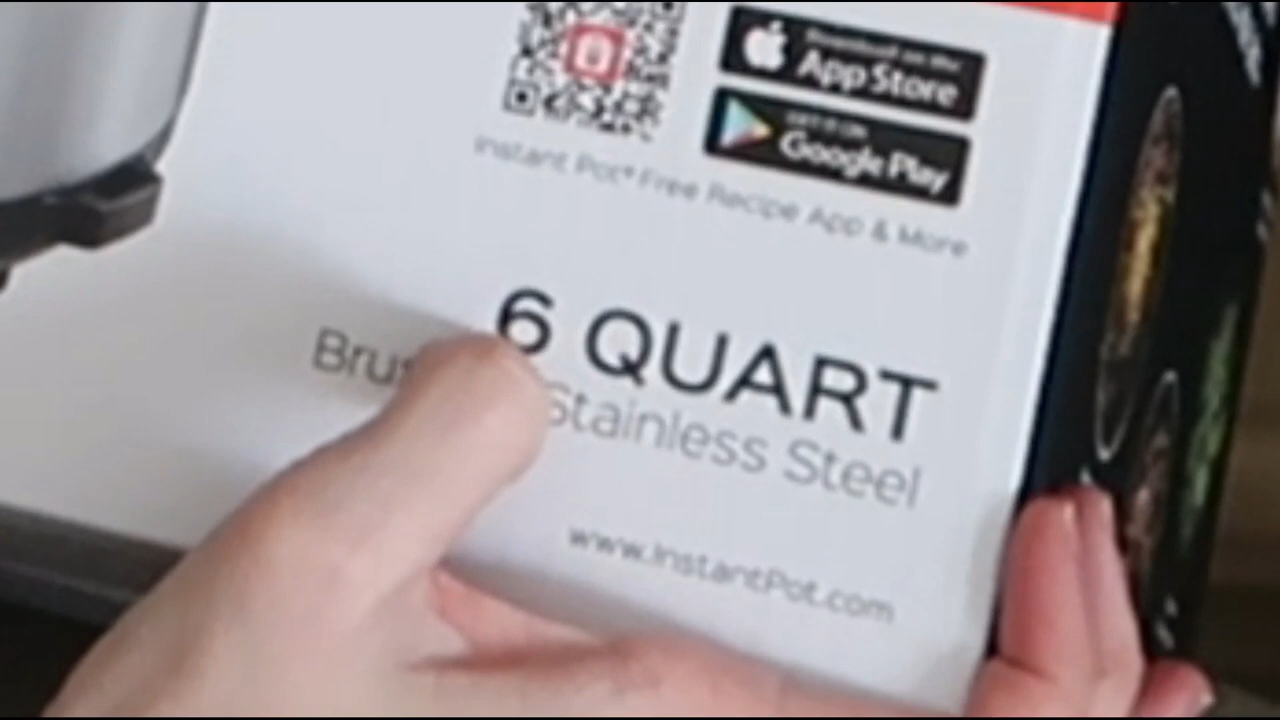 Download on the
App Store
GET IT ON
Google Play
Instant Pot® Free Recipe App & More
6 QUART
Brus Stainless Steel
www.InstantPot.com